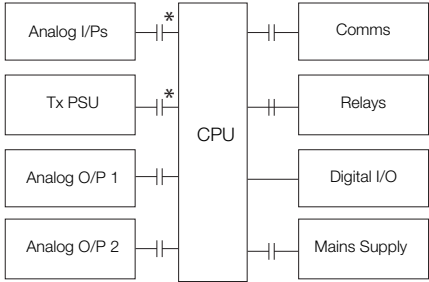 Analog I/Ps
*
Comms
Tx PSU
*
Relays
CPU
Analog O/P 1
Digital I/O
Analog O/P 2
Mains Supply